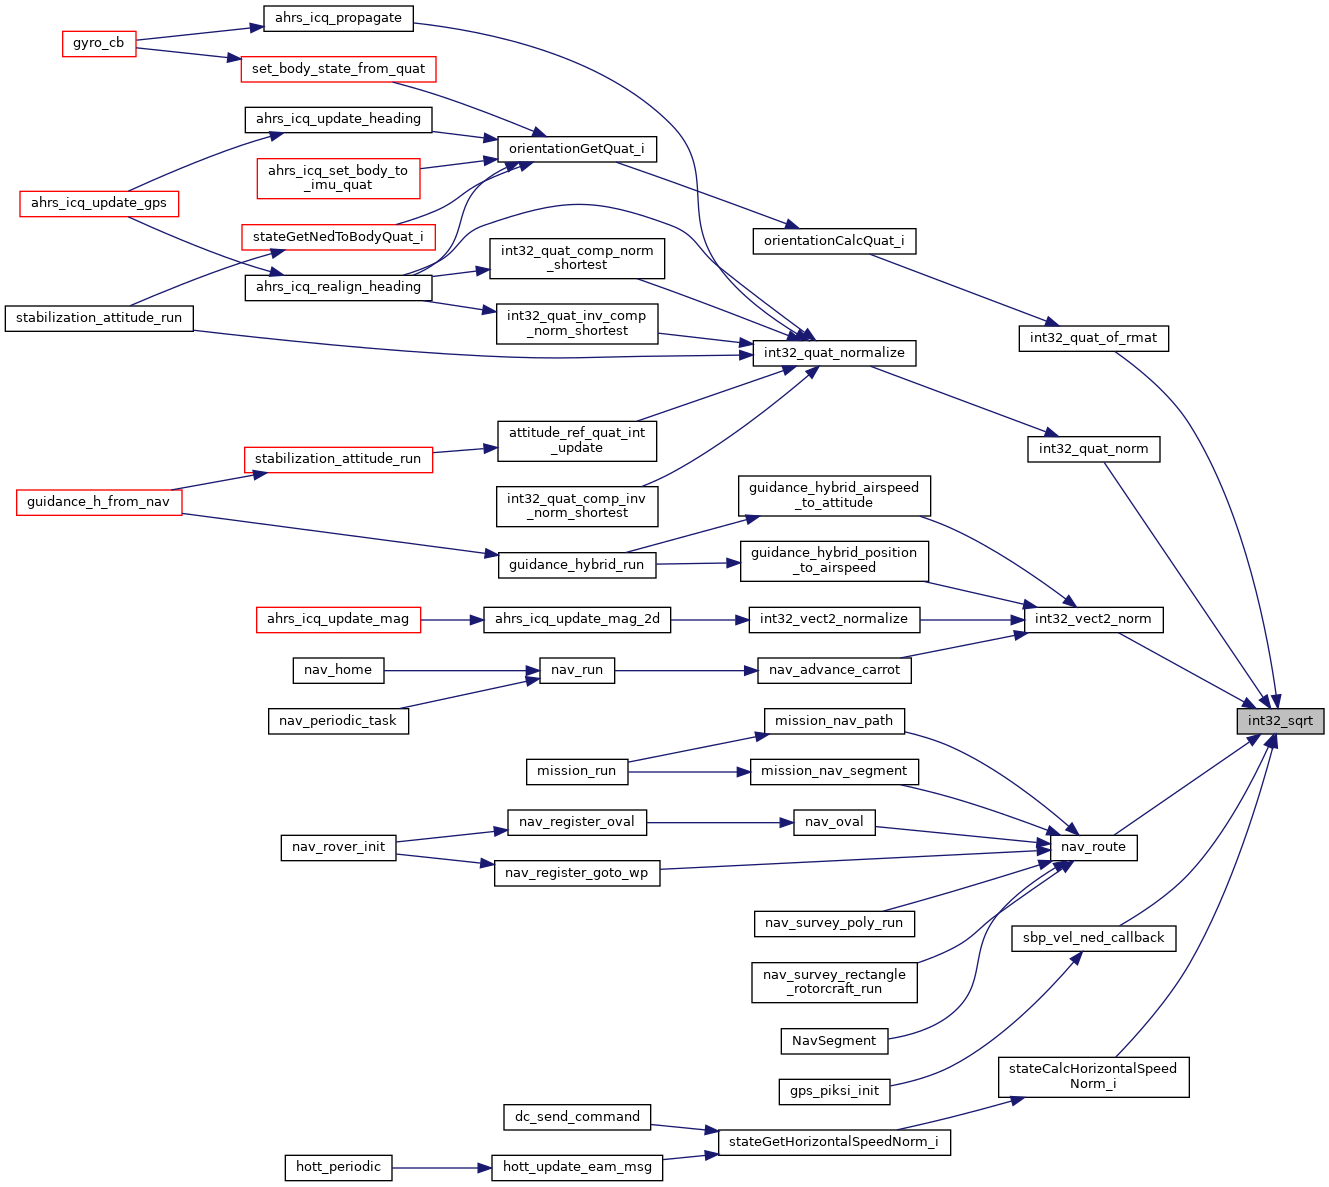 ahrs_icq_propagate
gyro_cb
set_body_state_from_quat
ahrs_icq_update_heading
orientationGetQuat_i
ahrs_icq_set_body_to
_imu_quat
ahrs_icq_update_gps
stateGetNedToBodyQuat_i
orientationCalcQuat_i
int32_quat_comp_norm
_shortest
ahrs_icq_realign_heading
stabilization_attitude_run
int32_quat_inv_comp
_norm_shortest
int32_quat_of_rmat
int32_quat_normalize
attitude_ref_quat_int
_update
int32_quat_norm
stabilization_attitude_run
guidance_h_from_nav
int32_quat_comp_inv
_norm_shortest
guidance_hybrid_airspeed
_to_attitude
guidance_hybrid_position
_to_airspeed
guidance_hybrid_run
ahrs_icq_update_mag
ahrs_icq_update_mag_2d
int32_vect2_normalize
int32_vect2_norm
nav_home
nav_run
nav_advance_carrot
nav_periodic_task
mission_nav_path
int32_sqrt
mission_run
mission_nav_segment
nav_register_oval
nav_oval
nav_rover_init
nav_route
nav_register_goto_wp
nav_survey_poly_run
sbp_vel_ned_callback
nav_survey_rectangle
_rotorcraft_run
NavSegment
stateCalcHorizontalSpeed
Norm_i
gps_piksi_init
dc_send_command
stateGetHorizontalSpeedNorm_i
hott_periodic
hott_update_eam_msg